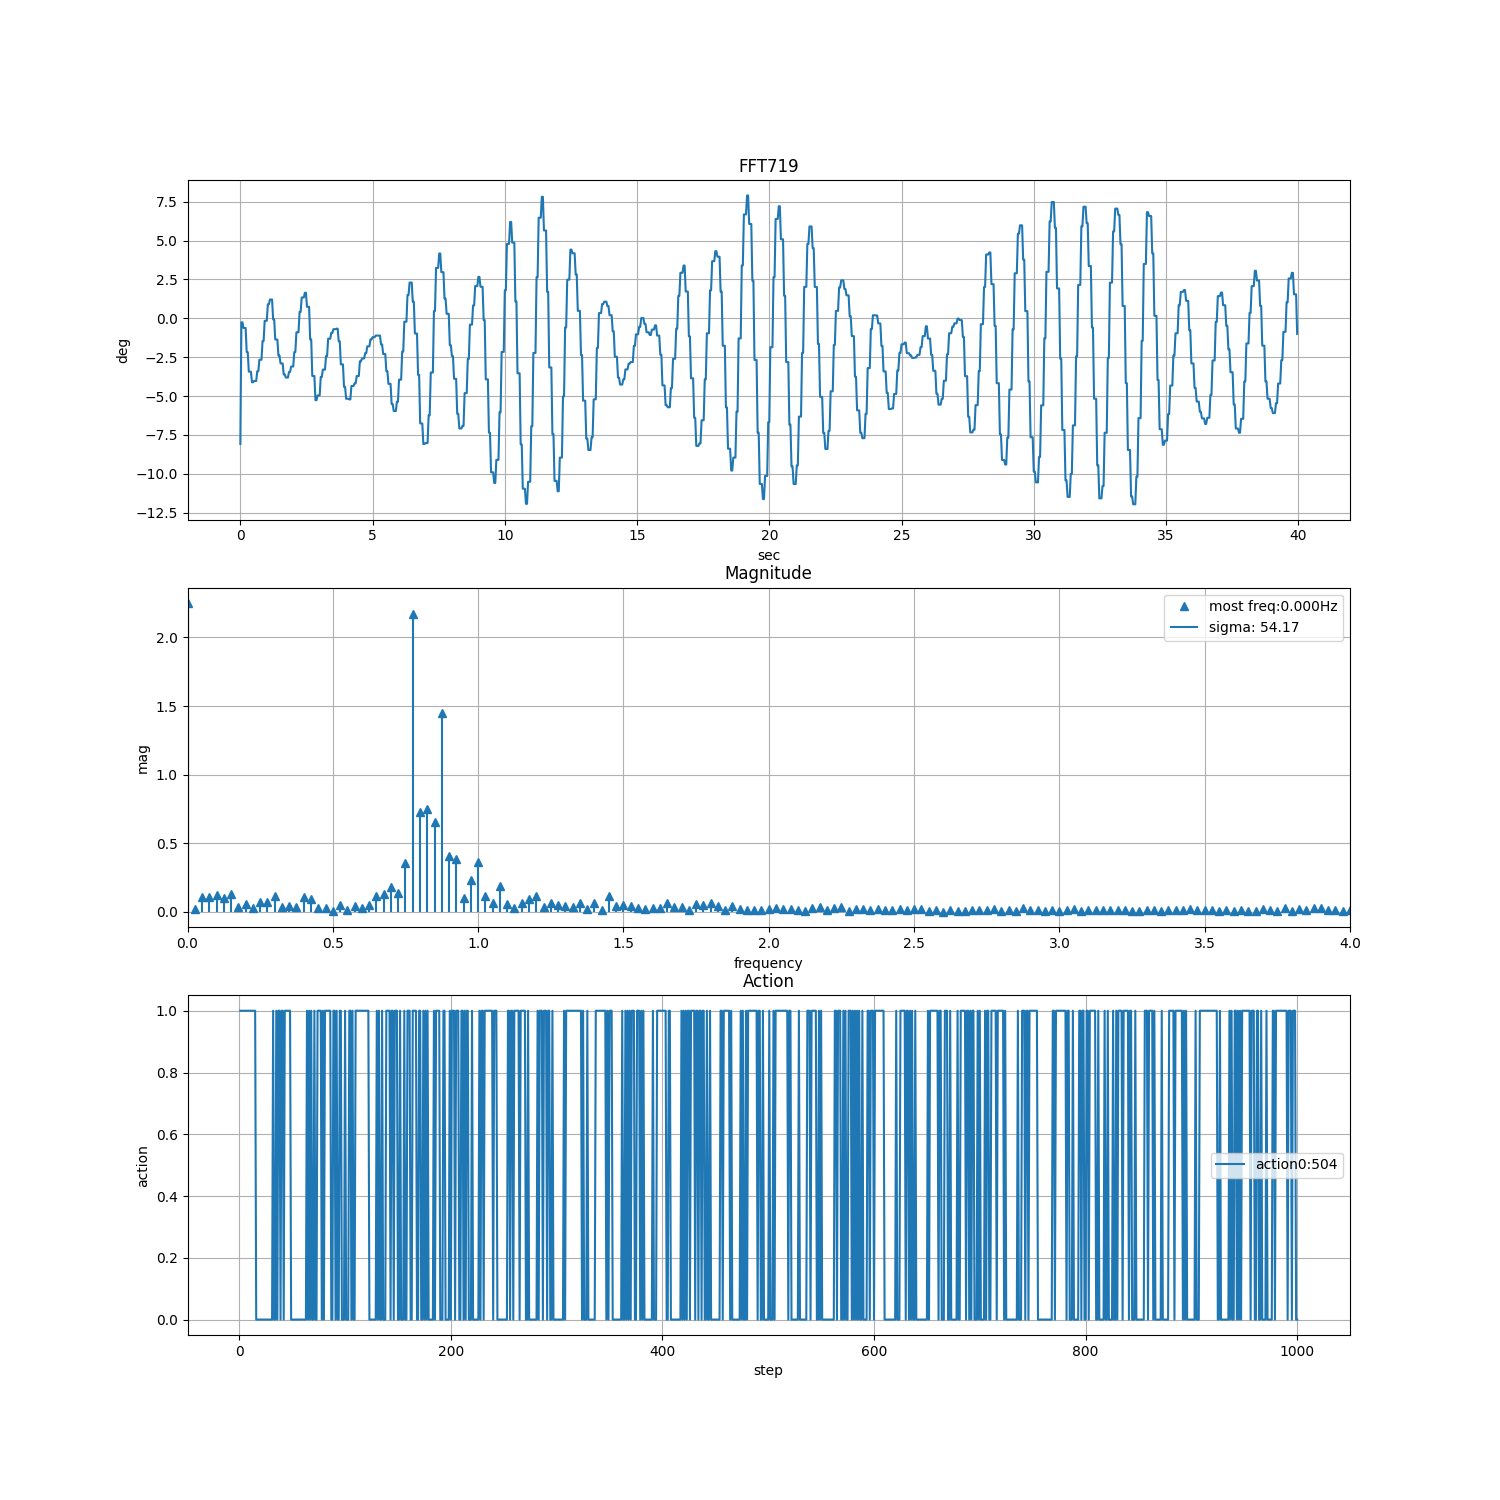 FFT719
7.5
5.0
2.5
0.0
−2.5
−5.0
−7.5
−10.0
−12.5
deg
0 5 10 15 20 25 30 35 40
sec
Magnitude
most freq:0.000Hz
sigma: 54.17
2.0
1.5
1.0
0.5
0.0
mag
0.0 0.5 1.0 1.5 2.0 2.5 3.0 3.5 4.0
frequency
Action
1.0
0.8
0.6
0.4
0.2
0.0
action
action0:504
0 200 400 600 800 1000
step